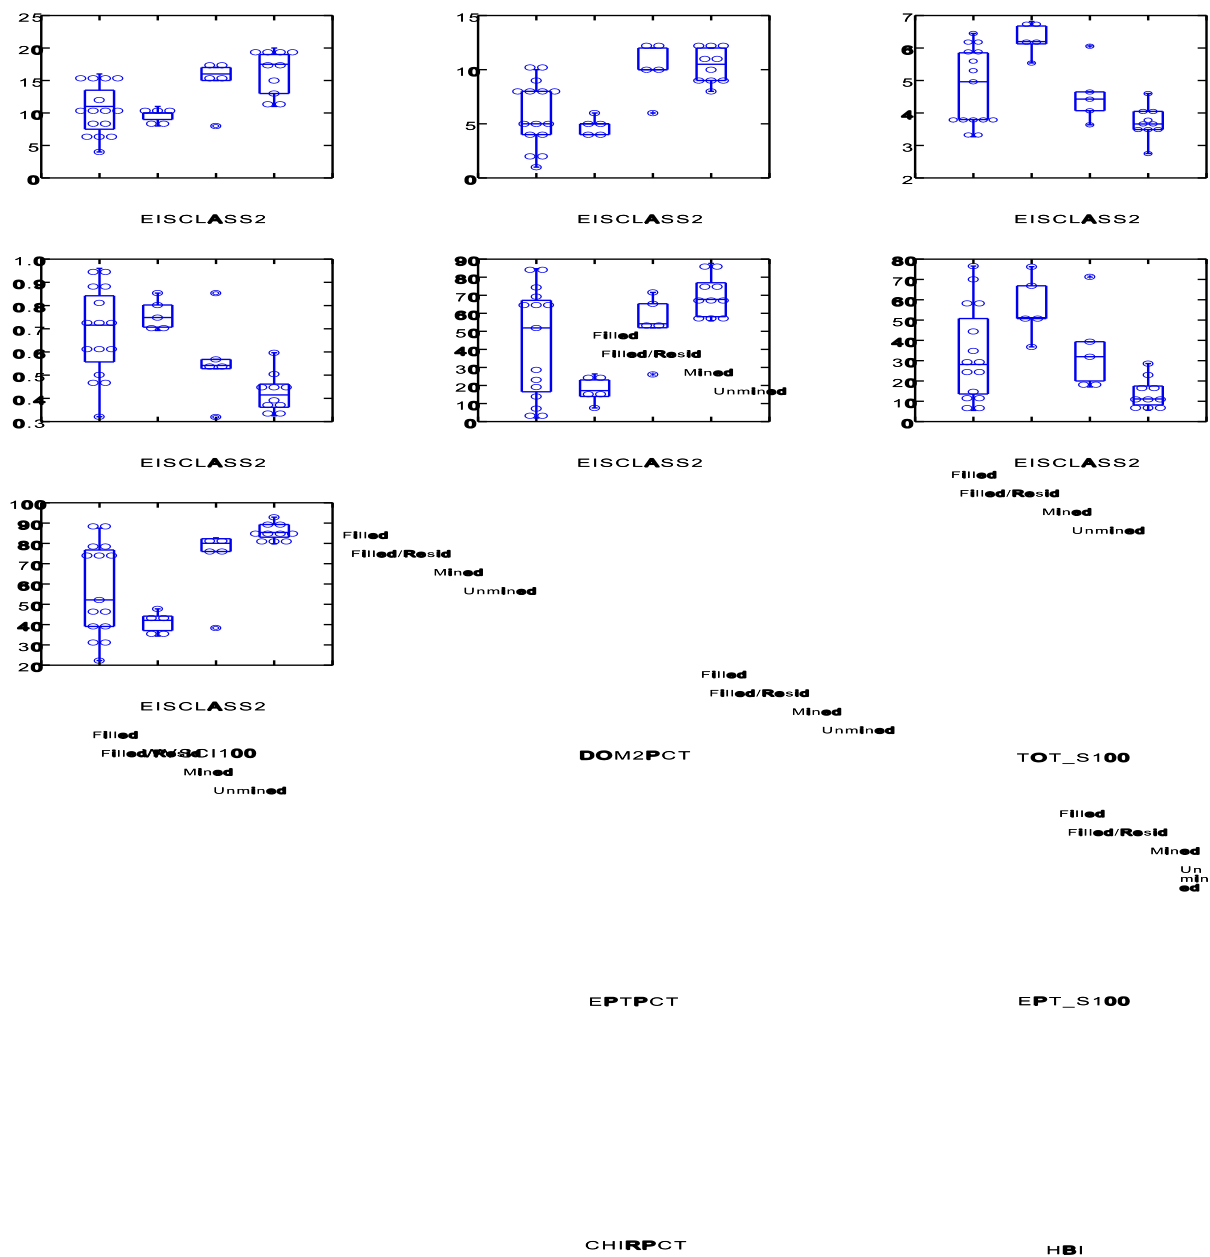 25
20
15
10
5
0
EISCLASS2
15
10
5
0
EISCLASS2
7
6
5
4
3
2
EISCLASS2
1.0
0.9
0.8
0.7
0.6
0.5
0.4
0.3
EISCLASS2
90
80
70
60
50
40
30
20
10
0
Filled
Filled/Resid
Mined
Unmined
EISCLASS2
80
70
60
50
40
30
20
10
0
EISCLASS2
Filled
Filled/Resid
Mined
Unmined
100
90
80
70
60
50
40
30
20
EISCLASS2
Filled
Filled/Resid
Mined
Unmined
Filled
Filled/Resid
Mined
Unmined
Filled
Filled/Resid
Mined
Unmined
DOM2PCT
TOT_S100
Filled
Filled/Resid
Mined
Un
min
ed
EPTPCT
EPT_S100
CHIRPCT
HBI